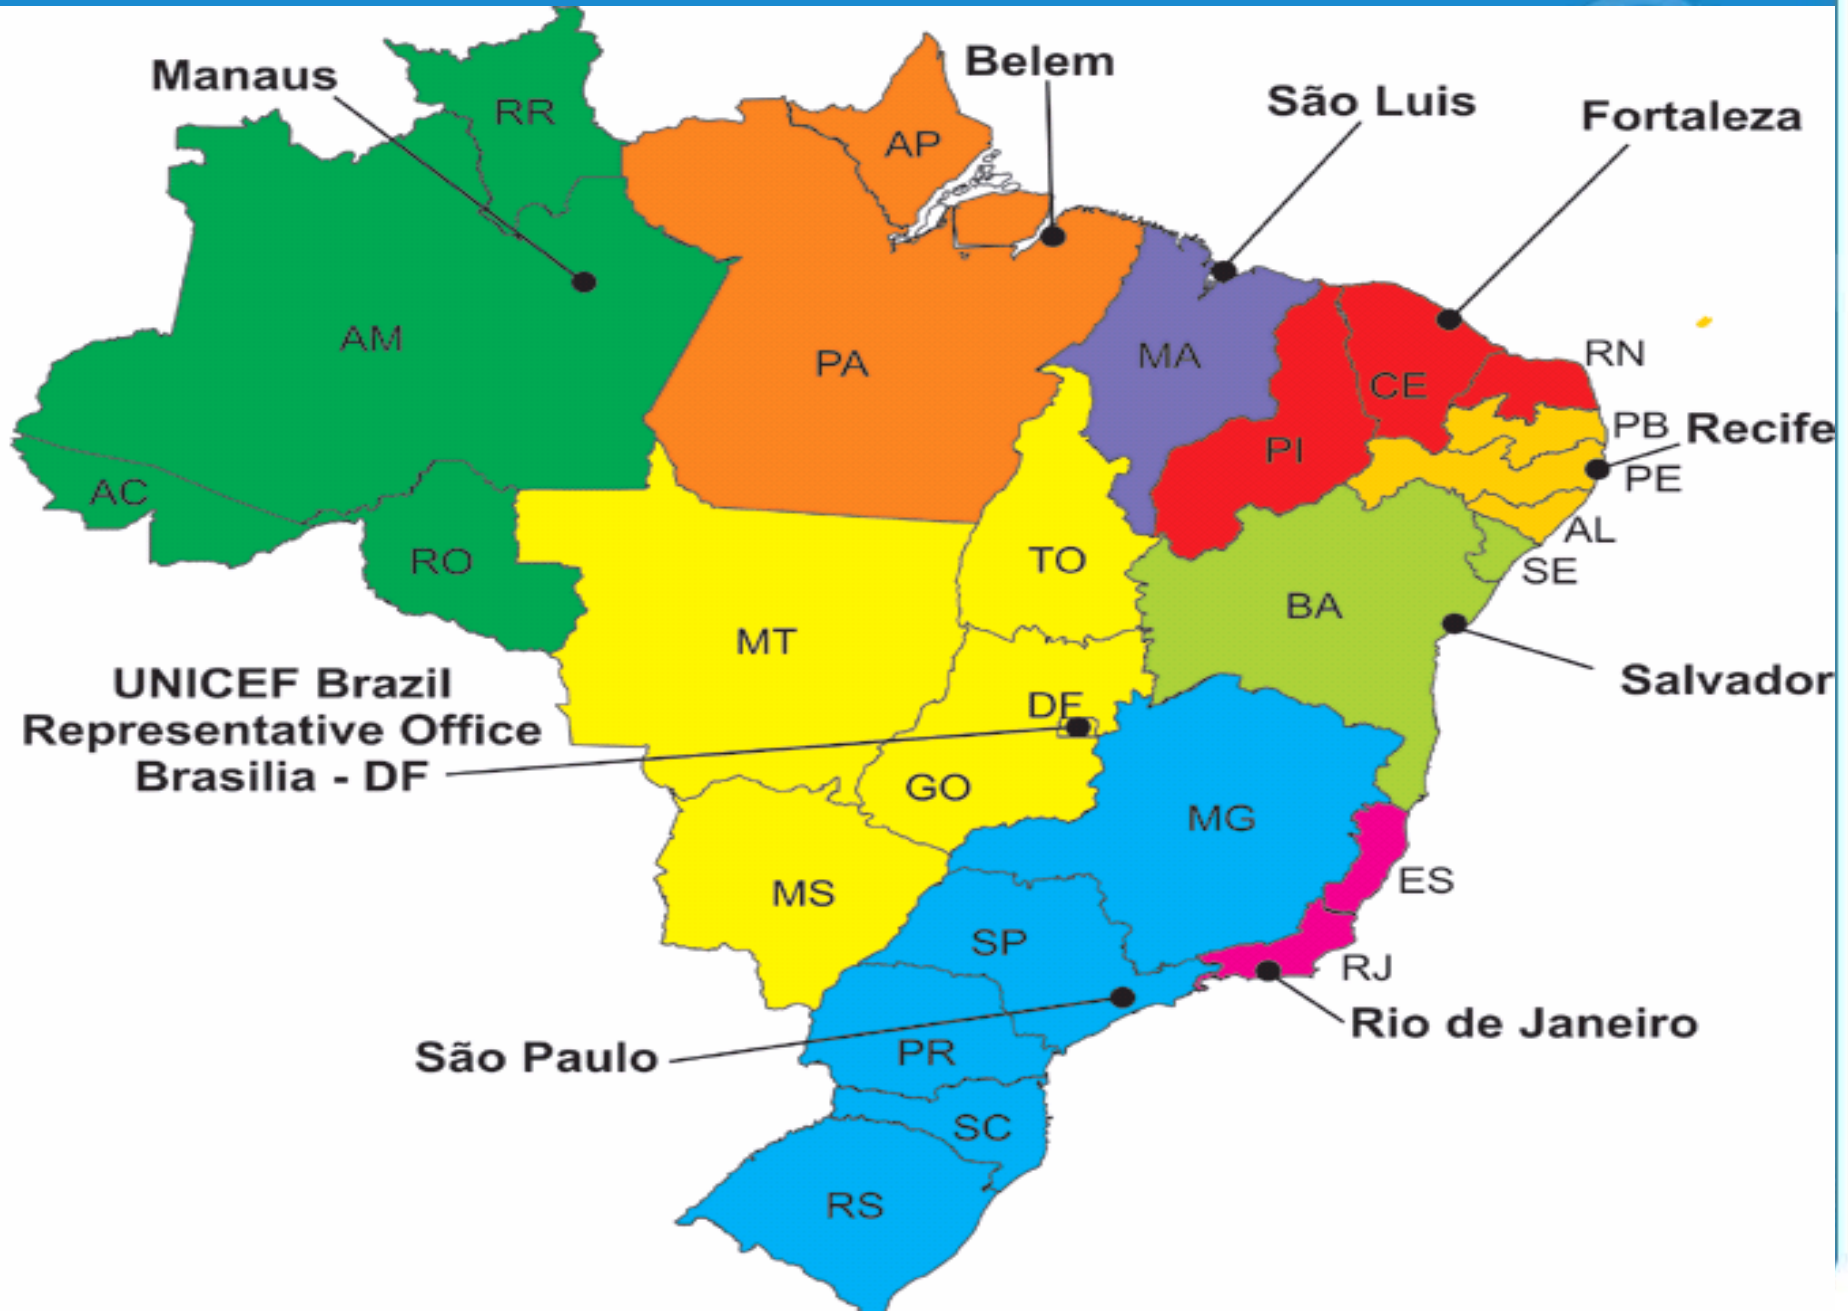 Manaus
Belem
São Luis
Fortaleza
RR
AP
AM
PA
MA
CE
RN
PI
PB
Recife
PE
AC
RO
TO
AL
SE
BA
MT
UNICEF Brazil
Representative Office
Brasilia - DF
DF
Salvador
GO
MG
MS
ES
SP
RJ
Rio de Janeiro
São Paulo
PR
SC
RS